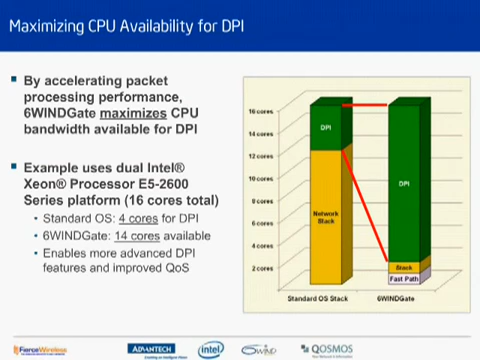 Maximizing CPU Availability for DPI
By accelerating packet
processing performance,
6WINDGate maximizes CPU
bandwidth available for DPI
Example uses dual Intel®
Xeon® Processor E5-2600
Series platform (16 cores total)
Standard OS: 4 cores for DPI
6WINDGate: 14 cores available
Enables more advanced DPI
features and improved QoS
16 cores
14 cores
12 cores
10 cores
8 cores
6 cores
4 cores
2 cores
DPI
Network
Stack
DPI
Stack
Fast Path
Standard OS Stack
6WINDGate
FierceWireless
ADVANTECH
intel
6WIND
QOSMOS